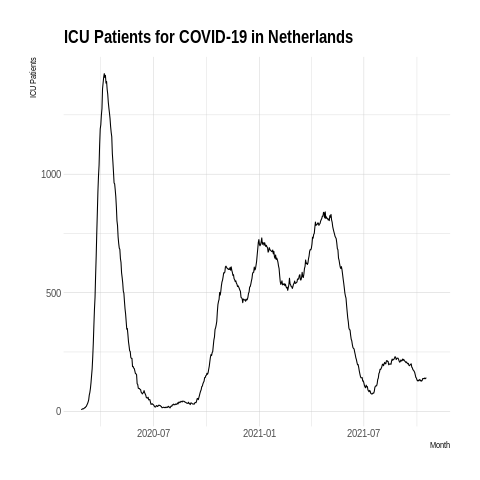 ICU Patients for COVID-19 in Netherlands
ICU Patients
1000
500
0
2020-07
2021-01
2021-07
Month